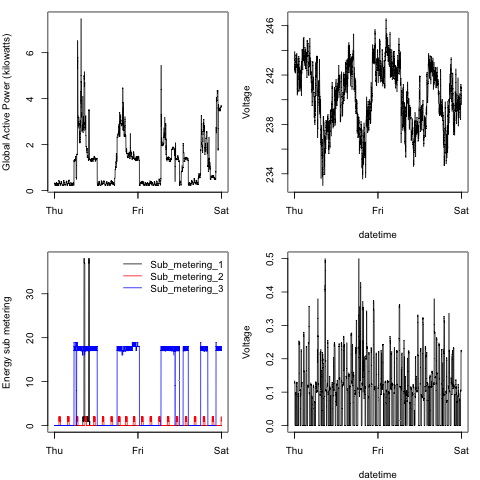 Global Active Power (kilowatts)
0 2 4 6
Thu Fri Sat
Voltage
234 238 242 246
Thu Fri Sat
datetime
Energy sub metering
0 10 20 30
Sub_metering_1
Sub_metering_2
Sub_metering_3
Thu Fri Sat
Voltage
0.0 0.1 0.2 0.3 0.4 0.5
Thu Fri Sat
datetime